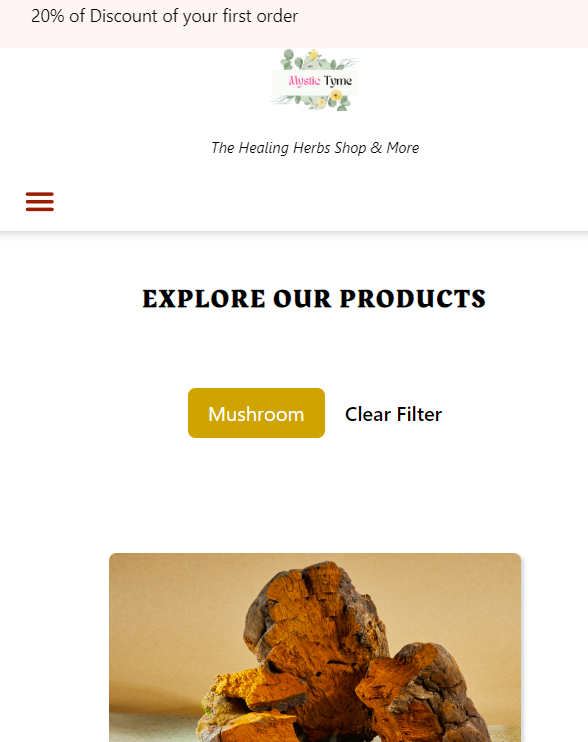 20% of Discount of your first order
Mystic Tyme
The Healing Herbs Shop & More
EXPLORE OUR PRODUCTS
Mushroom Clear Filter